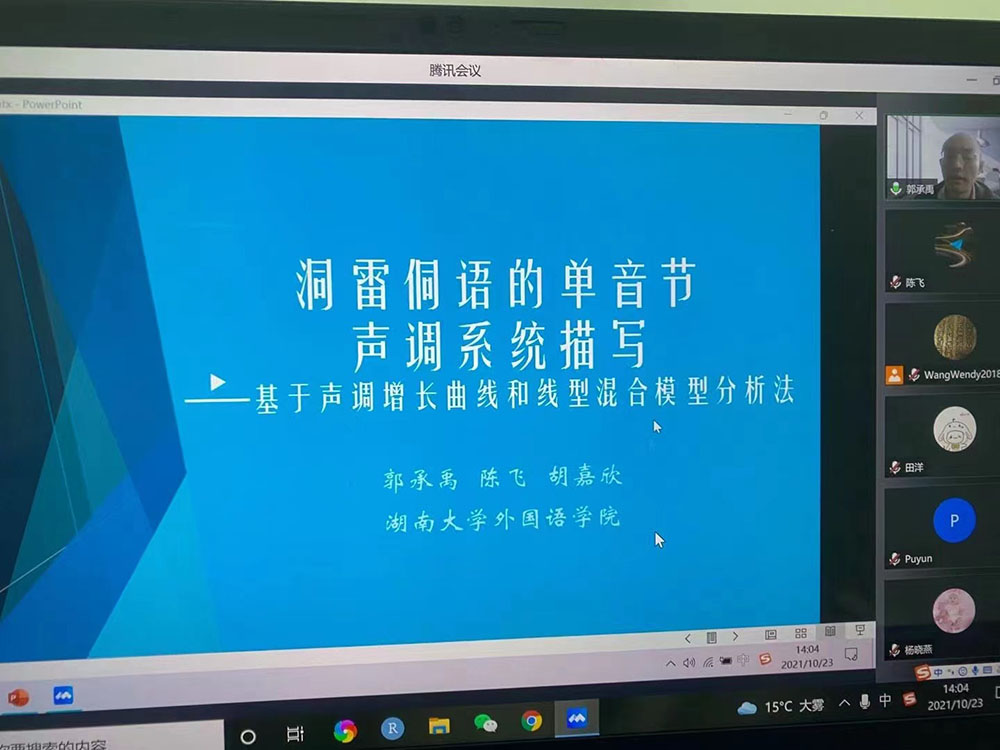 腾讯会议
tx - PowerPoint
洞雷侗语的单音节
声调系统描写
——基于声调增长曲线和线型混合模型分析法
郭承禹 陈飞 胡嘉欣
湖南大学外国语学院
郭承禹
陈飞
WangWendy2018
田洋
P
Puyun
杨晓燕
中
14:04
2021/10/23
中
R
15°C 大雾
中
14:04
2021/10/23
你要搜索的内容